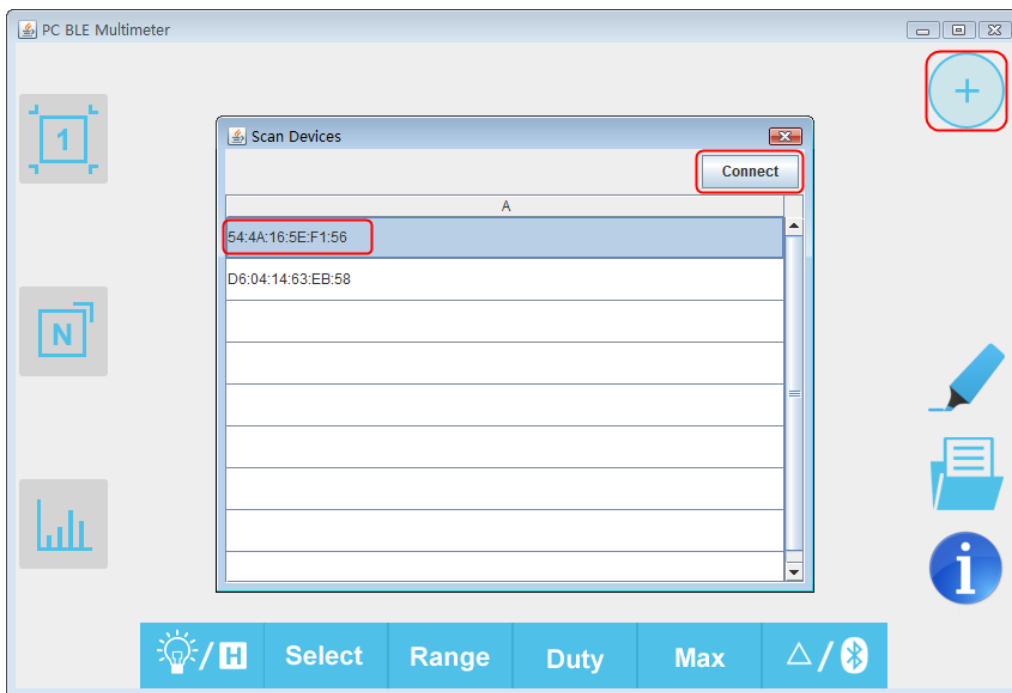 PC BLE Multimeter
+
1
Scan Devices
Connect
A
54:4A:16:5E:F1:56
D6:04:14:63:EB:58
N
i
/ H Select Range Duty Max △ /